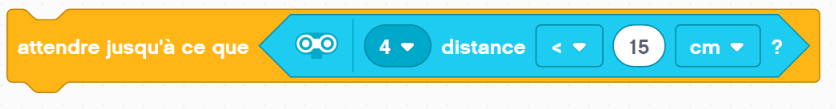 attendre jusqu'à ce que 4 distance < 15 cm ?